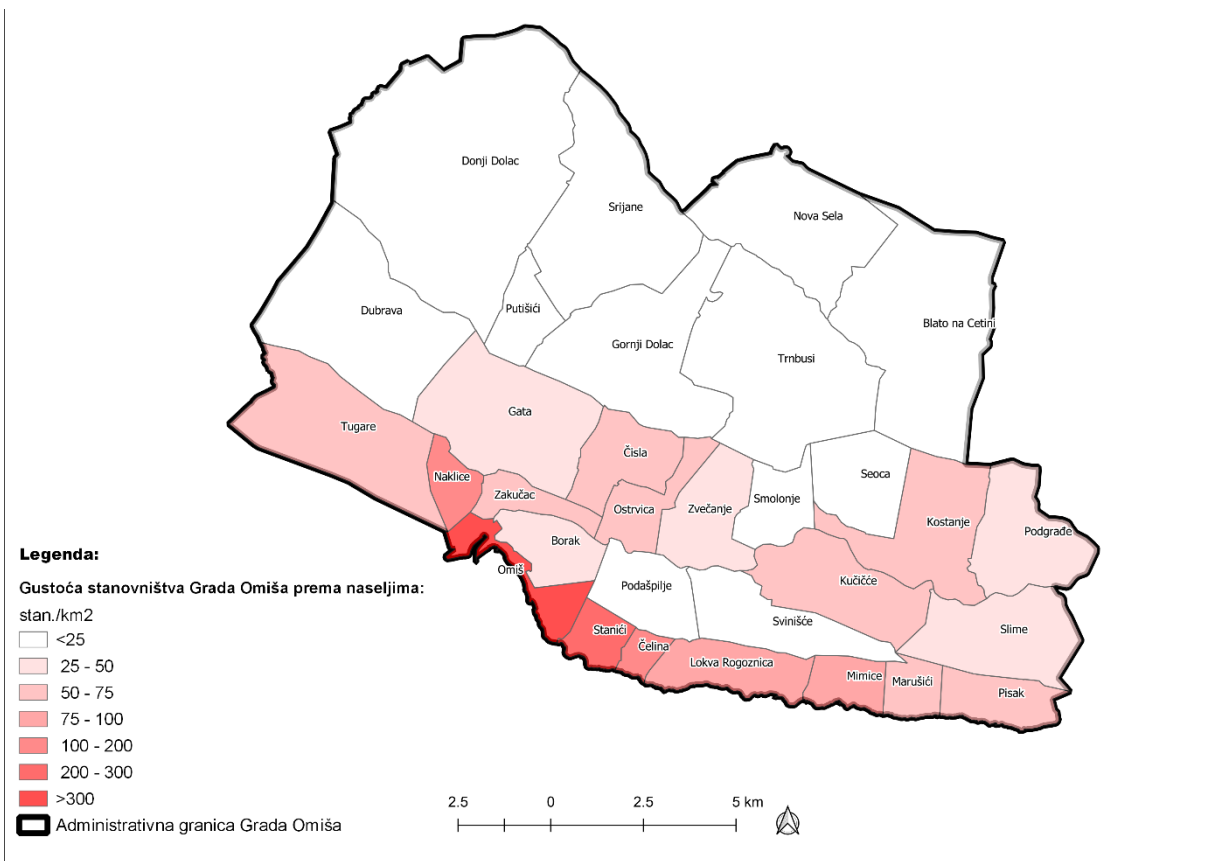 Donji Dolac
Srijane
Nova Sela
Dubrava
Putišići
Blato na Cetini
Gornji Dolac
Trnbusi
Gata
Tugare
Čisla
Naklice
Seoca
Zakučac
Smolonje
Ostrvica
Zvečanje
Kostanje
Podgrađe
Borak
Omiš
Kučiće
Podašpilje
Svinišće
Slime
Stanići
Čelina
Lokva Rogoznica
Mimice
Marušići
Pisak
Legenda:
Gustoća stanovništva Grada Omiša prema naseljima:
stan./km2
<25
25 - 50
50 - 75
75 - 100
100 - 200
200 - 300
>300
Administrativna granica Grada Omiša
2.5 0 2.5 5 km